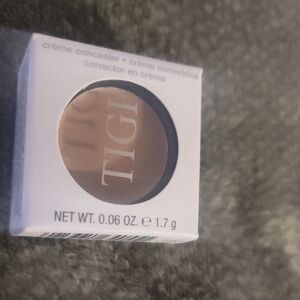 crème concealer • crème correctrice
corrector en crema
TIGI
NET WT. 0.06 OZ. ℮ 1.7 g